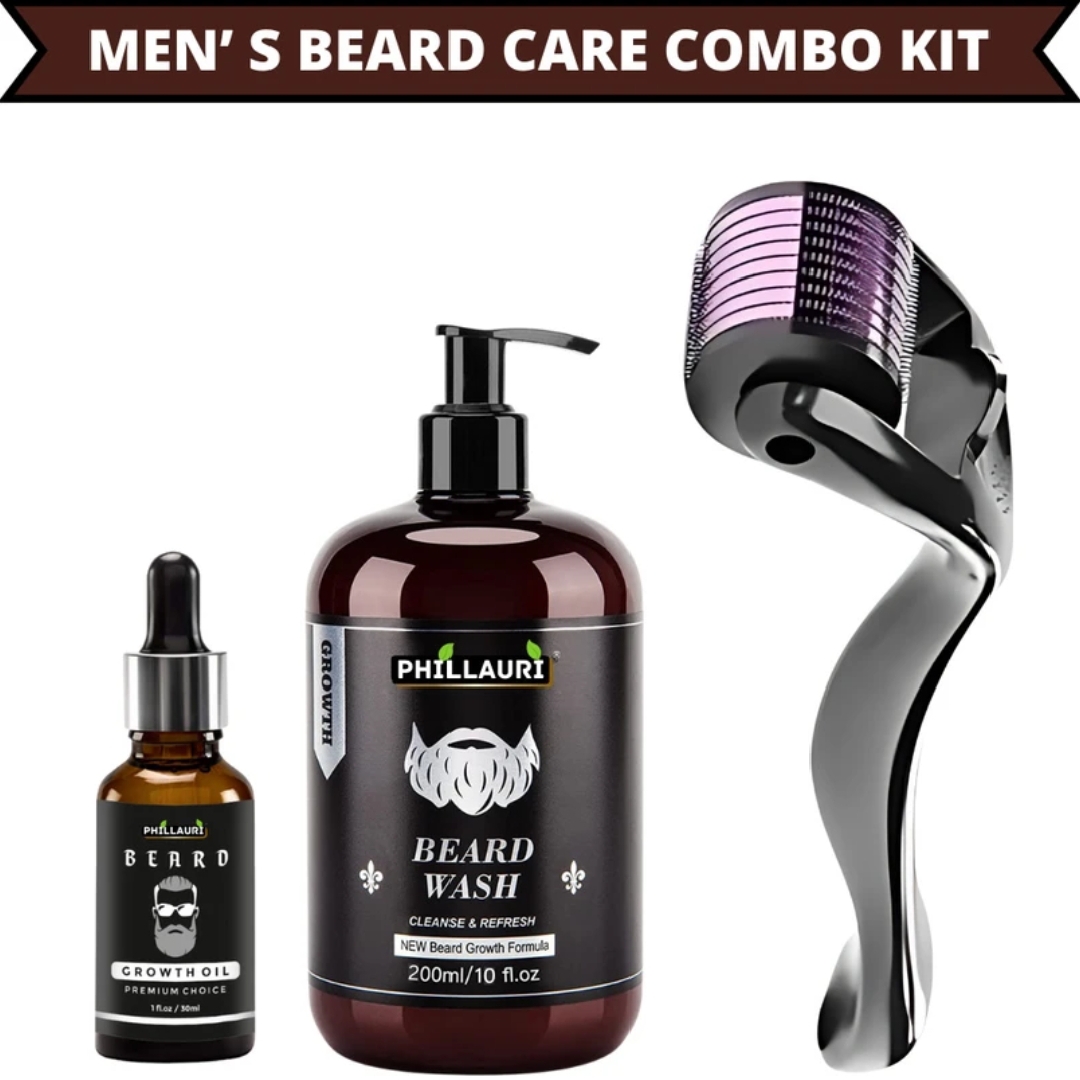 MEN’ S BEARD CARE COMBO KIT
PHILLAURI
BEARD
GROWTH OIL
PREMIUM CHOICE
1 fl.oz / 30ml
GROWTH
PHILLAURI
®
BEARD
WASH
CLEANSE & REFRESH
NEW Beard Growth Formula
200ml/10 fl.oz